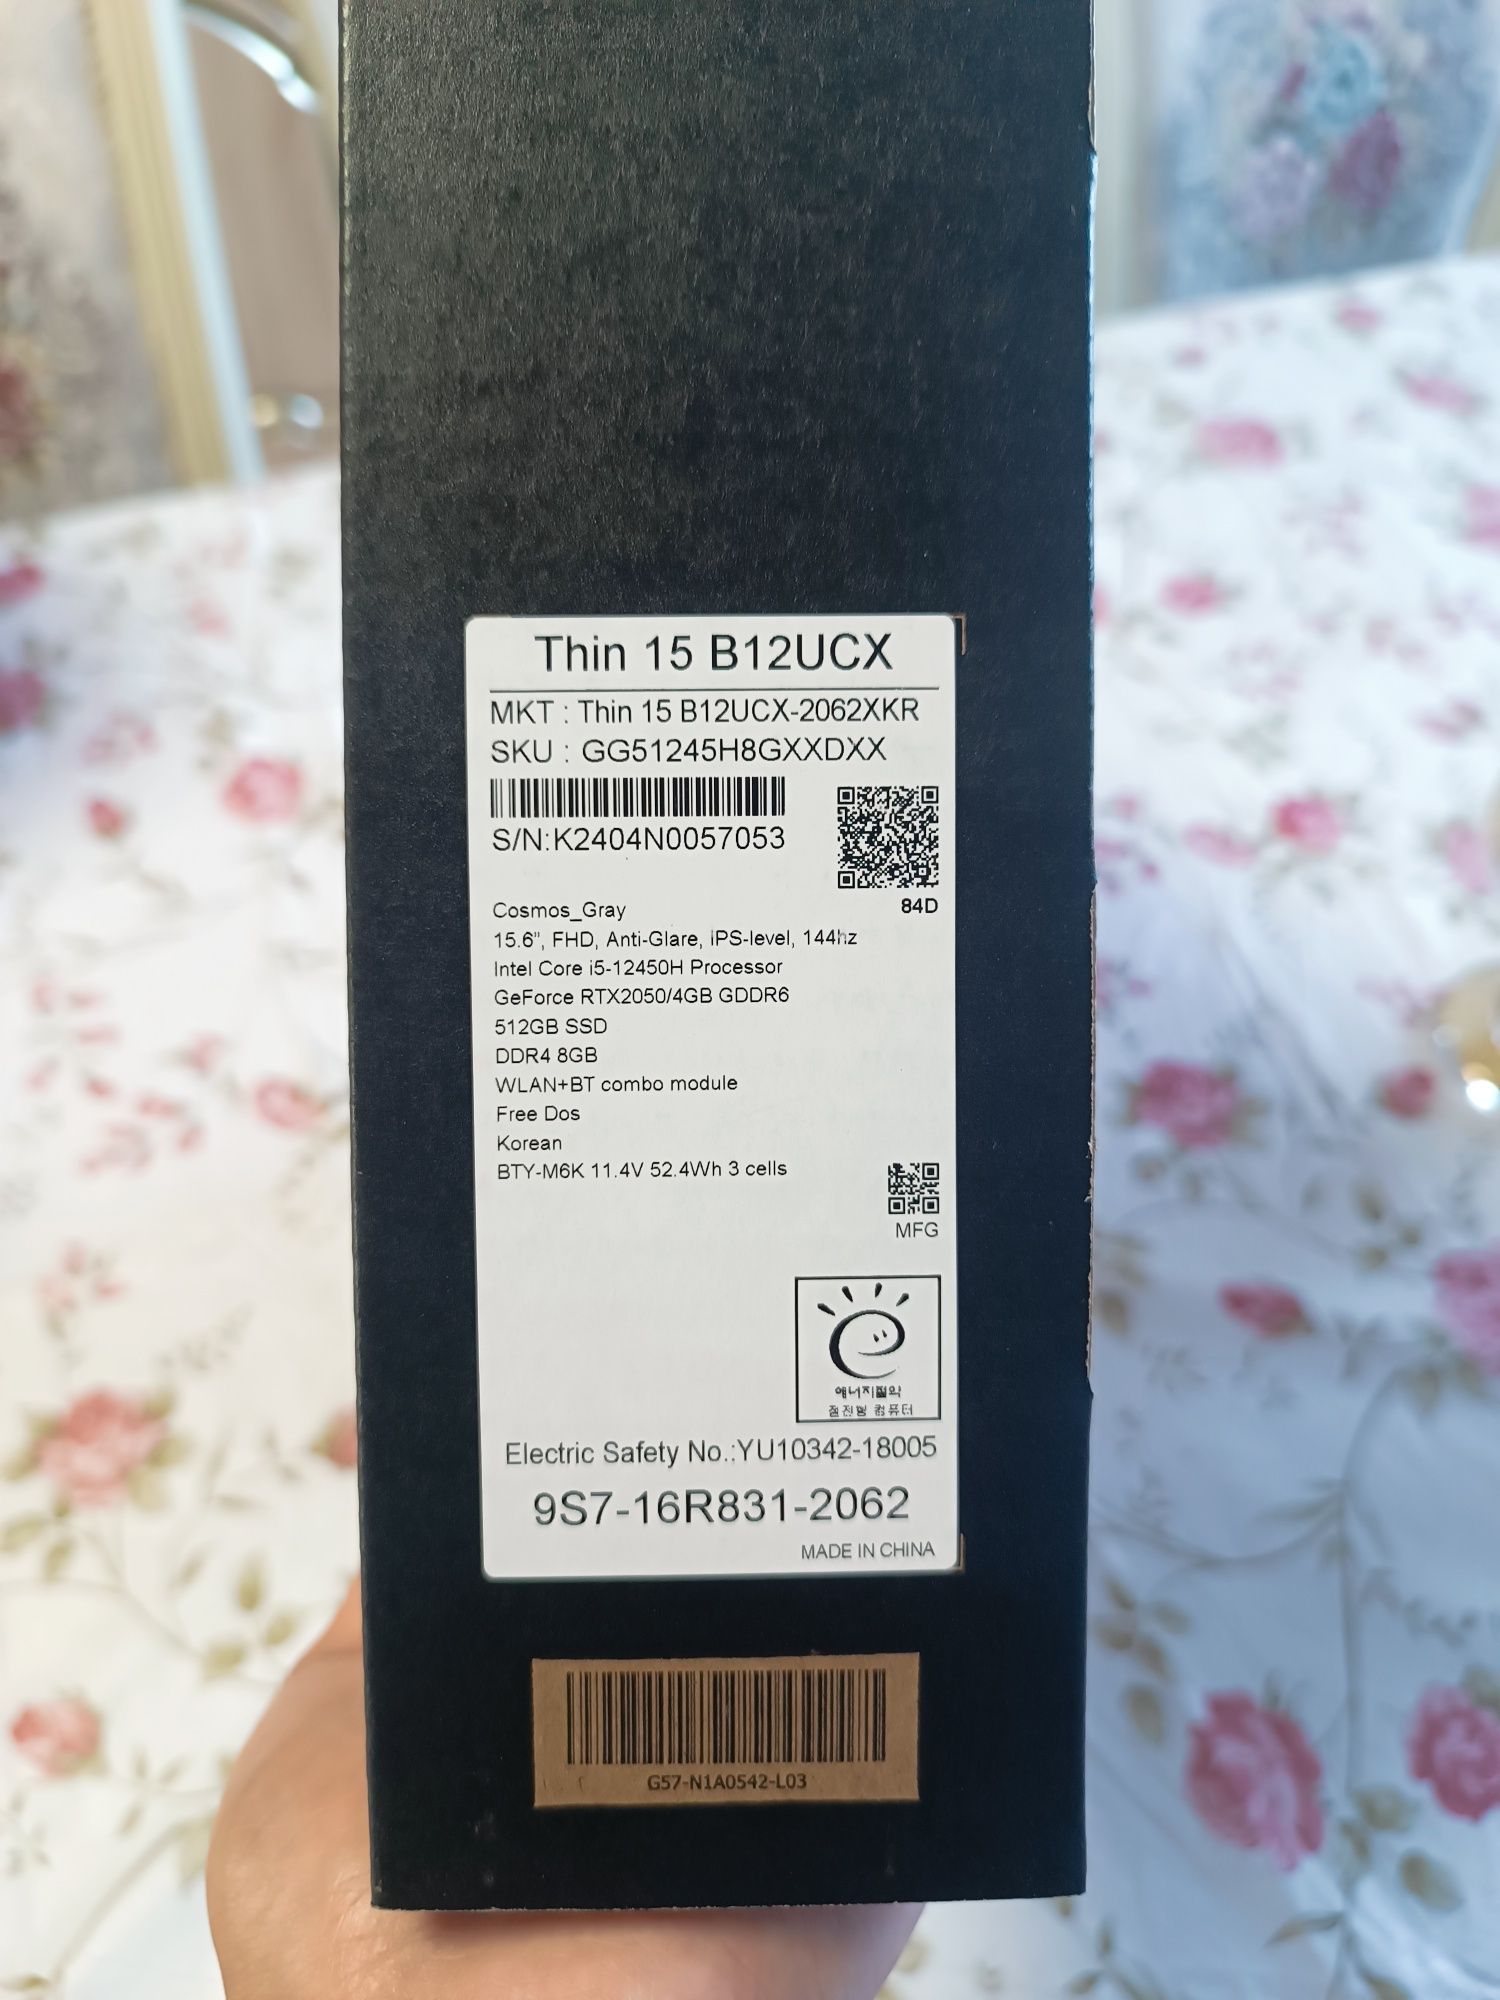 Thin 15 B12UCX
MKT : Thin 15 B12UCX-2062XKR
SKU : GG51245H8GXXDXX
S/N:K2404N0057053
84D
Cosmos_Gray
15.6”, FHD, Anti-Glare, iPS-level, 144hz
Intel Core i5-12450H Processor
GeForce RTX2050/4GB GDDR6
512GB SSD
DDR4 8GB
WLAN+BT combo module
Free Dos
Korean
BTY-M6K 11.4V 52.4Wh 3 cells
MFG
에너지절약
절전형 컴퓨터
Electric Safety No.:YU10342-18005
9S7-16R831-2062
MADE IN CHINA
G57-N1A0542-L03